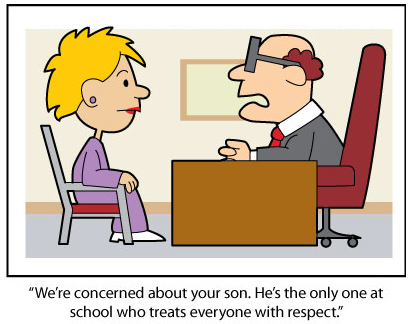 “We’re concerned about your son. He’s the only one at
school who treats everyone with respect.”